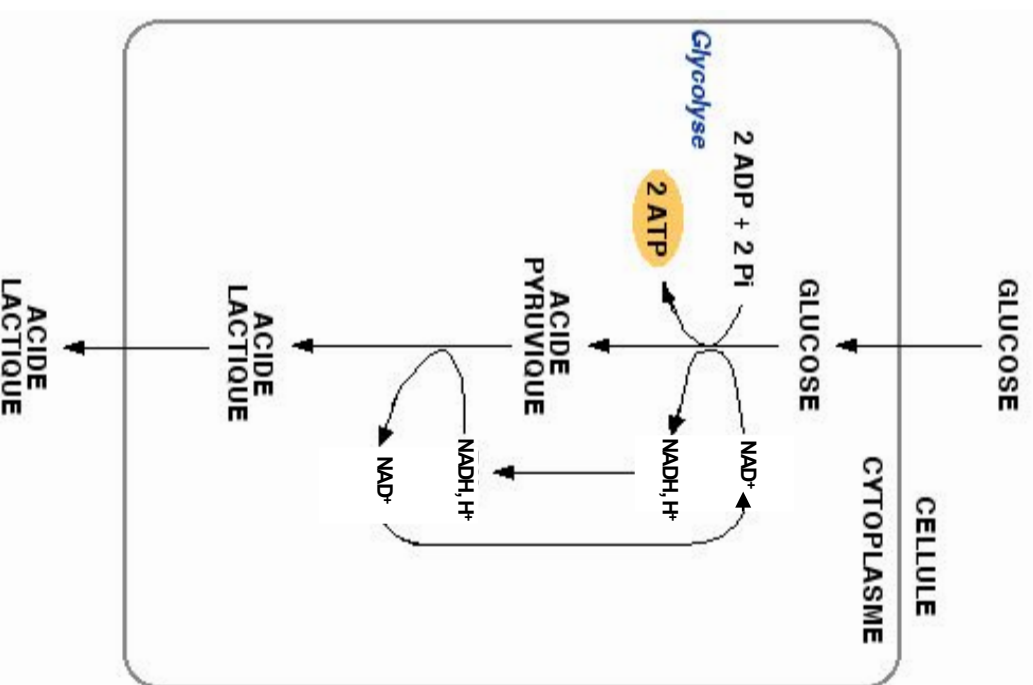 GLUCOSE
CELLULE
CYTOPLASME
GLUCOSE
2 ADP + 2 Pi
NAD⁺
Glycolyse
2 ATP
NADH, H⁺
ACIDE
PYRUVIQUE
NADH, H⁺
NAD⁺
ACIDE
LACTIQUE
ACIDE
LACTIQUE